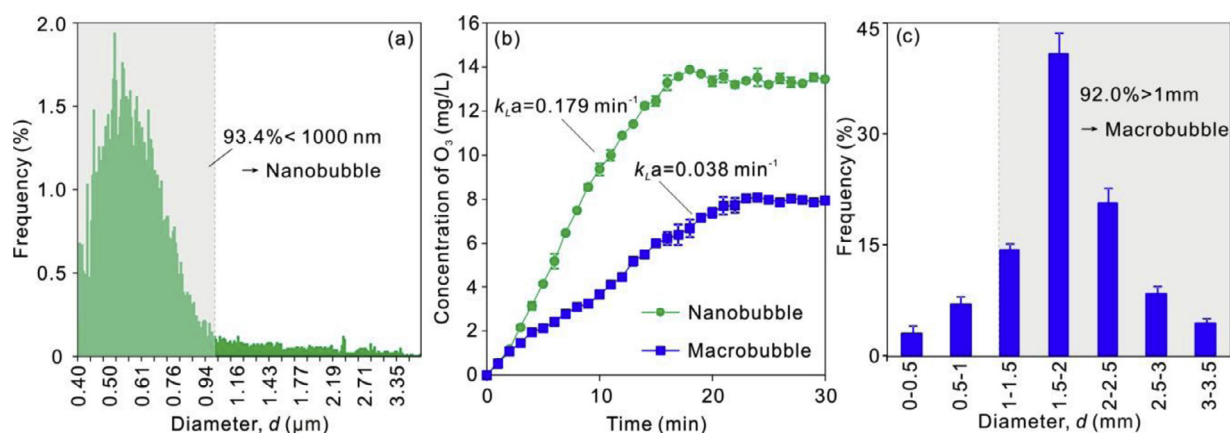 (a)
2.0
1.5
1.0
0.5
0
Frequency (%)
93.4%< 1000 nm
→ Nanobubble
0.40
0.50
0.61
0.76
0.94
1.16
1.43
1.77
2.19
2.71
3.35
Diameter, d (μm)
(b)
16
14
12
10
8
6
4
2
0
Concentration of O3 (mg/L)
kLa=0.179 min-1
kLa=0.038 min-1
Nanobubble
Macrobubble
0 10 20 30
Time (min)
(c)
45
30
15
0
Frequency (%)
92.0%>1mm
→ Macrobubble
0-0.5
0.5-1
1-1.5
1.5-2
2-2.5
2.5-3
3-3.5
Diameter, d (mm)